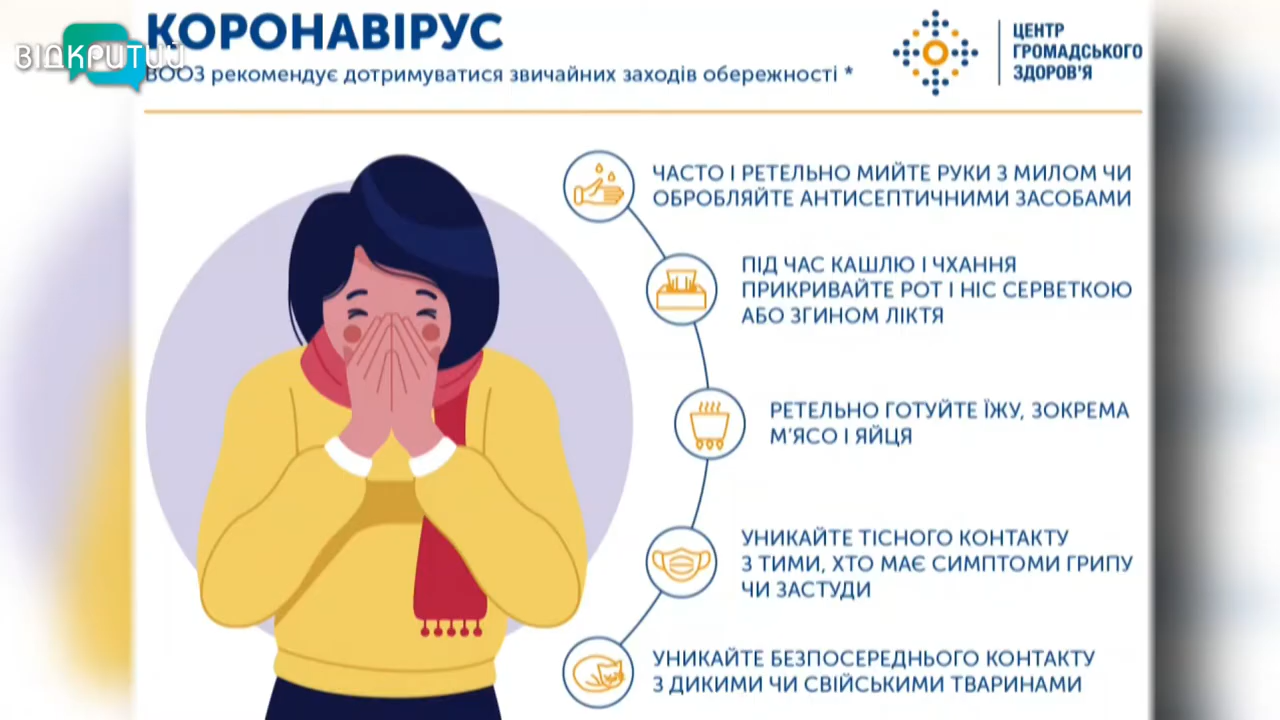 КОРОНАВІРУС
ВІДКРИТИЙ
ВООЗ рекомендує дотримуватися звичайних заходів обережності *
ЦЕНТР
ГРОМАДСЬКОГО
ЗДОРОВ'Я
ЧАСТО І РЕТЕЛЬНО МИЙТЕ РУКИ З МИЛОМ ЧИ
ОБРОБЛЯЙТЕ АНТИСЕПТИЧНИМИ ЗАСОБАМИ
ПІД ЧАС КАШЛЮ І ЧХАННЯ
ПРИКРИВАЙТЕ РОТ І НІС СЕРВЕТКОЮ
АБО ЗГИНОМ ЛІКТЯ
РЕТЕЛЬНО ГОТУЙТЕ ЇЖУ, ЗОКРЕМА
М'ЯСО І ЯЙЦЯ
УНИКАЙТЕ ТІСНОГО КОНТАКТУ
З ТИМИ, ХТО МАЄ СИМПТОМИ ГРИПУ
ЧИ ЗАСТУДИ
УНИКАЙТЕ БЕЗПОСЕРЕДНЬОГО КОНТАКТУ
З ДИКИМИ ЧИ СВІЙСЬКИМИ ТВАРИНАМИ